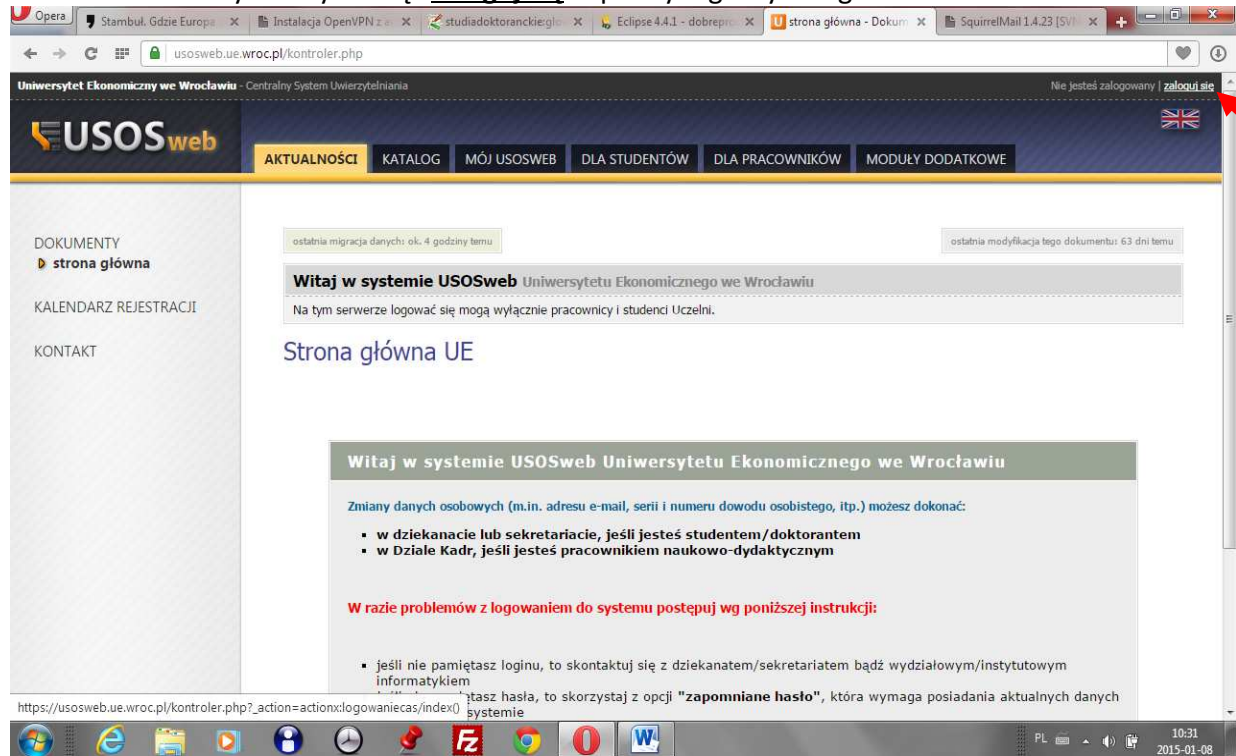 Opera
Stambuł. Gdzie Europa
Instalacja OpenVPN z
studiadoktoranckie:glo
Eclipse 4.4.1 - dobrepro
strona główna - Dokum
SquirrelMail 1.4.23 [SVN
usosweb.ue.wroc.pl/kontroler.php
Uniwersytet Ekonomiczny we Wrocławiu - Centralny System Uwierzytelniania
Nie jesteś zalogowany | zaloguj się
USOSweb
AKTUALNOŚCI KATALOG MÓJ USOSWEB DLA STUDENTÓW DLA PRACOWNIKÓW MODUŁY DODATKOWE
DOKUMENTY
strona główna
KALENDARZ REJESTRACJI
KONTAKT
ostatnia migracja danych: ok. 4 godziny temu
ostatnia modyfikacja tego dokumentu: 63 dni temu
Witaj w systemie USOSweb Uniwersytetu Ekonomicznego we Wrocławiu
Na tym serwerze logować się mogą wyłącznie pracownicy i studenci Uczelni.
Strona główna UE
Witaj w systemie USOSweb Uniwersytetu Ekonomicznego we Wrocławiu
Zmiany danych osobowych (m.in. adresu e-mail, serii i numeru dowodu osobistego, itp.) możesz dokonać:
w dziekanacie lub sekretariacie, jeśli jesteś studentem/doktorantem
w Dziale Kadr, jeśli jesteś pracownikiem naukowo-dydaktycznym
W razie problemów z logowaniem do systemu postępuj wg poniższej instrukcji:
jeśli nie pamiętasz loginu, to skontaktuj się z dziekanatem/sekretariatem bądź wydziałowym/instytutowym
informatykiem
hasła, to skorzystaj z opcji "zapomniane hasło", która wymaga posiadania aktualnych danych
systemie
https://usosweb.ue.wroc.pl/kontroler.php?_action=actionx:logowaniecas/index()
PL
10:31
2015-01-08